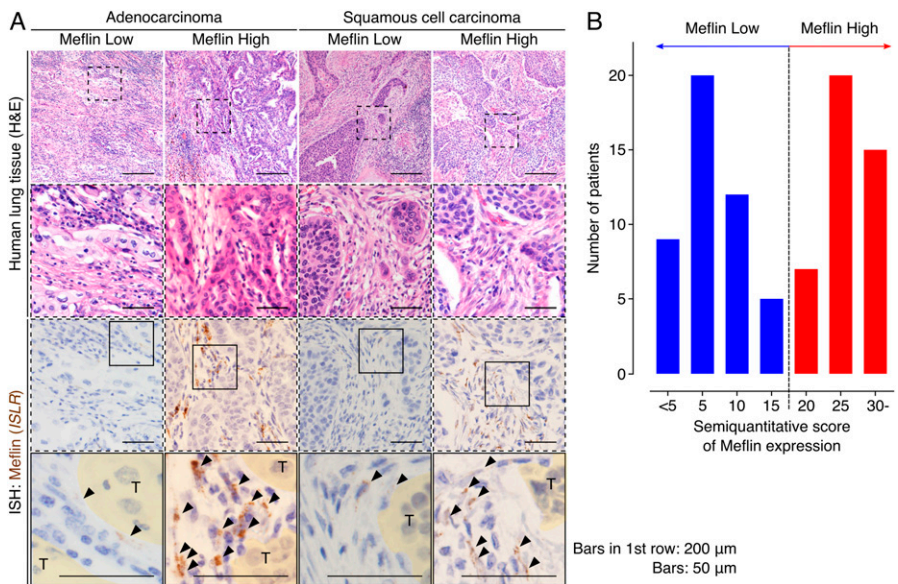 A
Adenocarcinoma
Squamous cell carcinoma
Meflin Low
Meflin High
Meflin Low
Meflin High
Human lung tissue (H&E)
ISH: Meflin (ISLR)
T
T
T
T
T
T
B
Meflin Low
Meflin High
Number of patients
20
15
10
5
0
<5
5
10
15
20
25
30-
Semiquantitative score
of Meflin expression
Bars in 1st row: 200 µm
Bars: 50 µm